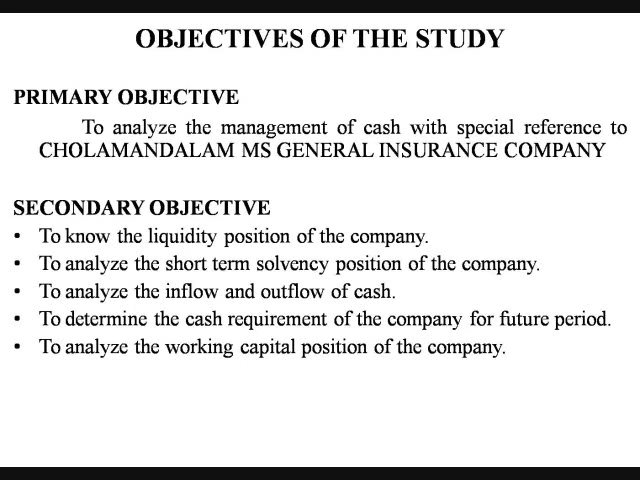 OBJECTIVES OF THE STUDY
PRIMARY OBJECTIVE
To analyze the management of cash with special reference to
CHOLAMANDALAM MS GENERAL INSURANCE COMPANY
SECONDARY OBJECTIVE
• To know the liquidity position of the company.
• To analyze the short term solvency position of the company.
• To analyze the inflow and outflow of cash.
• To determine the cash requirement of the company for future period.
• To analyze the working capital position of the company.